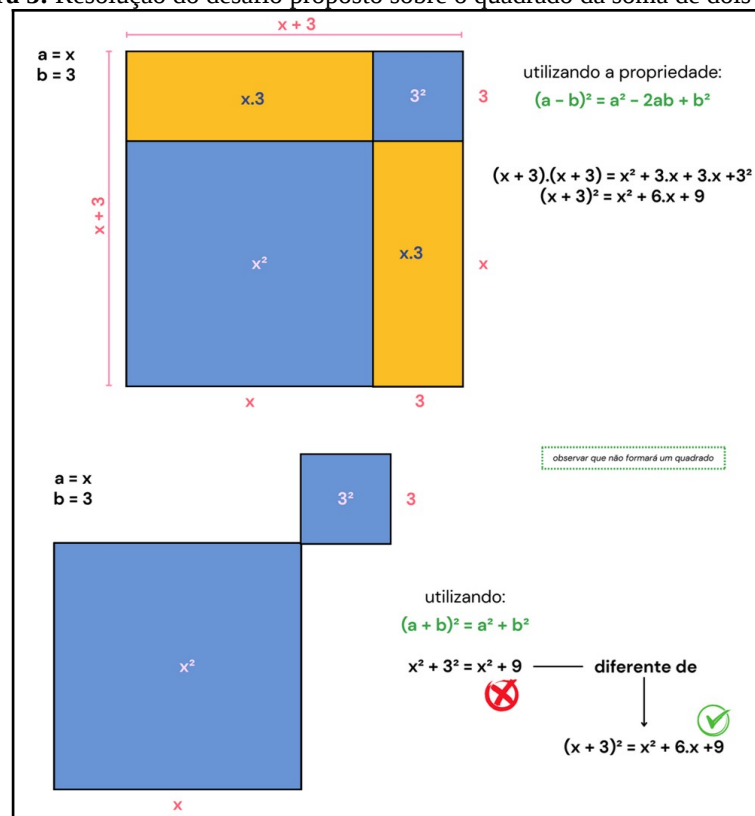 ra 3. Resolução do desafio proposto sobre o quadrado da soma de dois
x + 3
a = x
b = 3
x.3
3²
3
utilizando a propriedade:
(a – b)² = a² – 2ab + b²
(x + 3).(x + 3) = x² + 3.x + 3.x +3²
(x + 3)² = x² + 6.x + 9
x + 3
x²
x.3
x
x
3
a = x
b = 3
3²
3
observar que não formará um quadrado
x²
utilizando:
(a + b)² = a² + b²
x² + 3² = x² + 9
diferente de
(x + 3)² = x² + 6.x +9
x